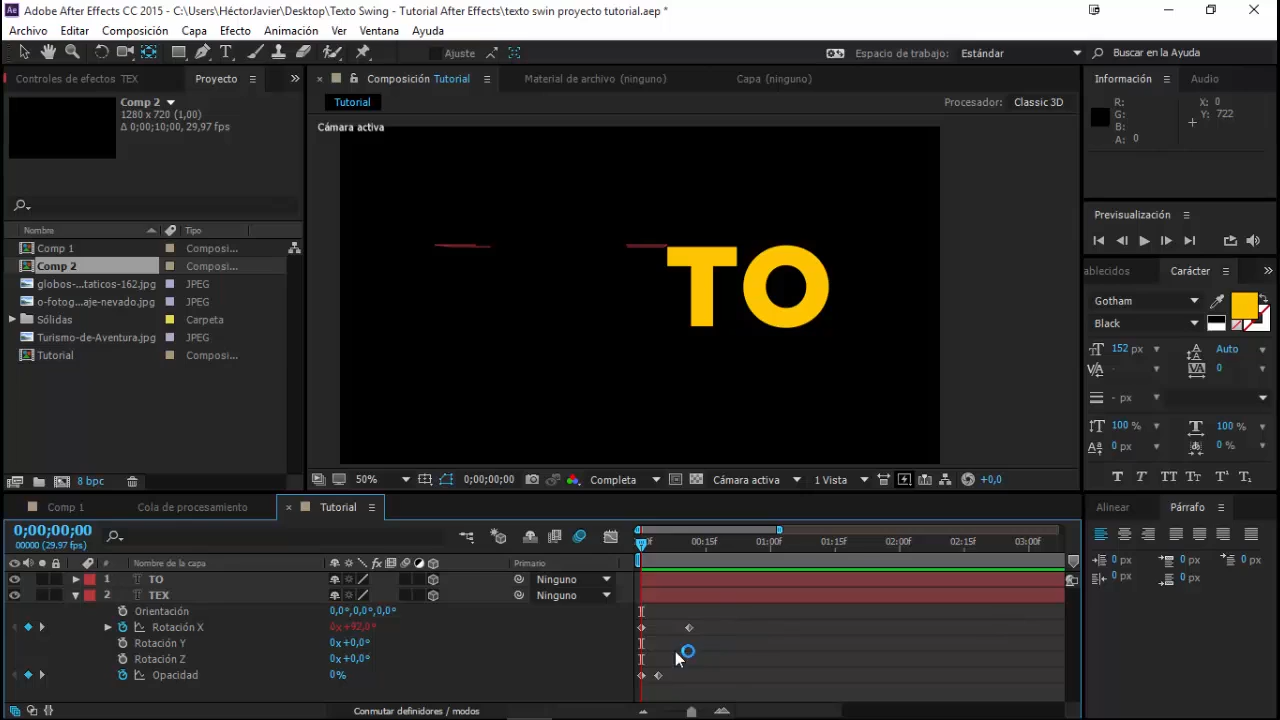 Adobe After Effects CC 2015 - C:\Users\HéctorJavier\Desktop\Texto Swing - Tutorial After Effects\texto swin proyecto tutorial.aep *
Archivo Editar Composición Capa Efecto Animación Ver Ventana Ayuda
Ajuste Espacio de trabajo: Estándar Buscar en la Ayuda
Controles de efectos TEX Proyecto
Composición Tutorial Material de archivo (ninguno) Capa (ninguno)
Información Audio
Comp 2
1280 x 720 (1,00)
Δ 0;00;10;00, 29,97 fps
Tutorial
Procesador: Classic 3D
Cámara activa
R:
G:
B:
A: 0
X: 0
Y: 722
TO
Nombre Tipo
Comp 1 Composi...
Comp 2 Composi...
globos-...taticos-162.jpg JPEG
o-fotog...aje-nevado.jpg JPEG
Sólidas Carpeta
Turismo-de-Aventura.jpg JPEG
Tutorial Composi...
8 bpc
50% 0;00;00;00 Completa Cámara activa 1 Vista +0,0
Previsualización
ablecidos Carácter
Gotham
Black
152 px Auto
0
- px
100 % 100 %
0 px 0 %
T T TT Tт T¹ T₁
Comp 1 Cola de procesamiento Tutorial
0;00;00;00
00000 (29.97 fps)
# Nombre de la capa Primario
0f 00:15f 01:00f 01:15f 02:00f 02:15f 03:00f
1 TO Ninguno
2 TEX Ninguno
Orientación 0,0°,0,0°,0,0°
Rotación X 0x+92,0°
Rotación Y 0x+0,0°
Rotación Z 0x+0,0°
Opacidad 0%
Conmutar definidores / modos
Alinear Párrafo
0 px 0 px 0 px
0 px 0 px